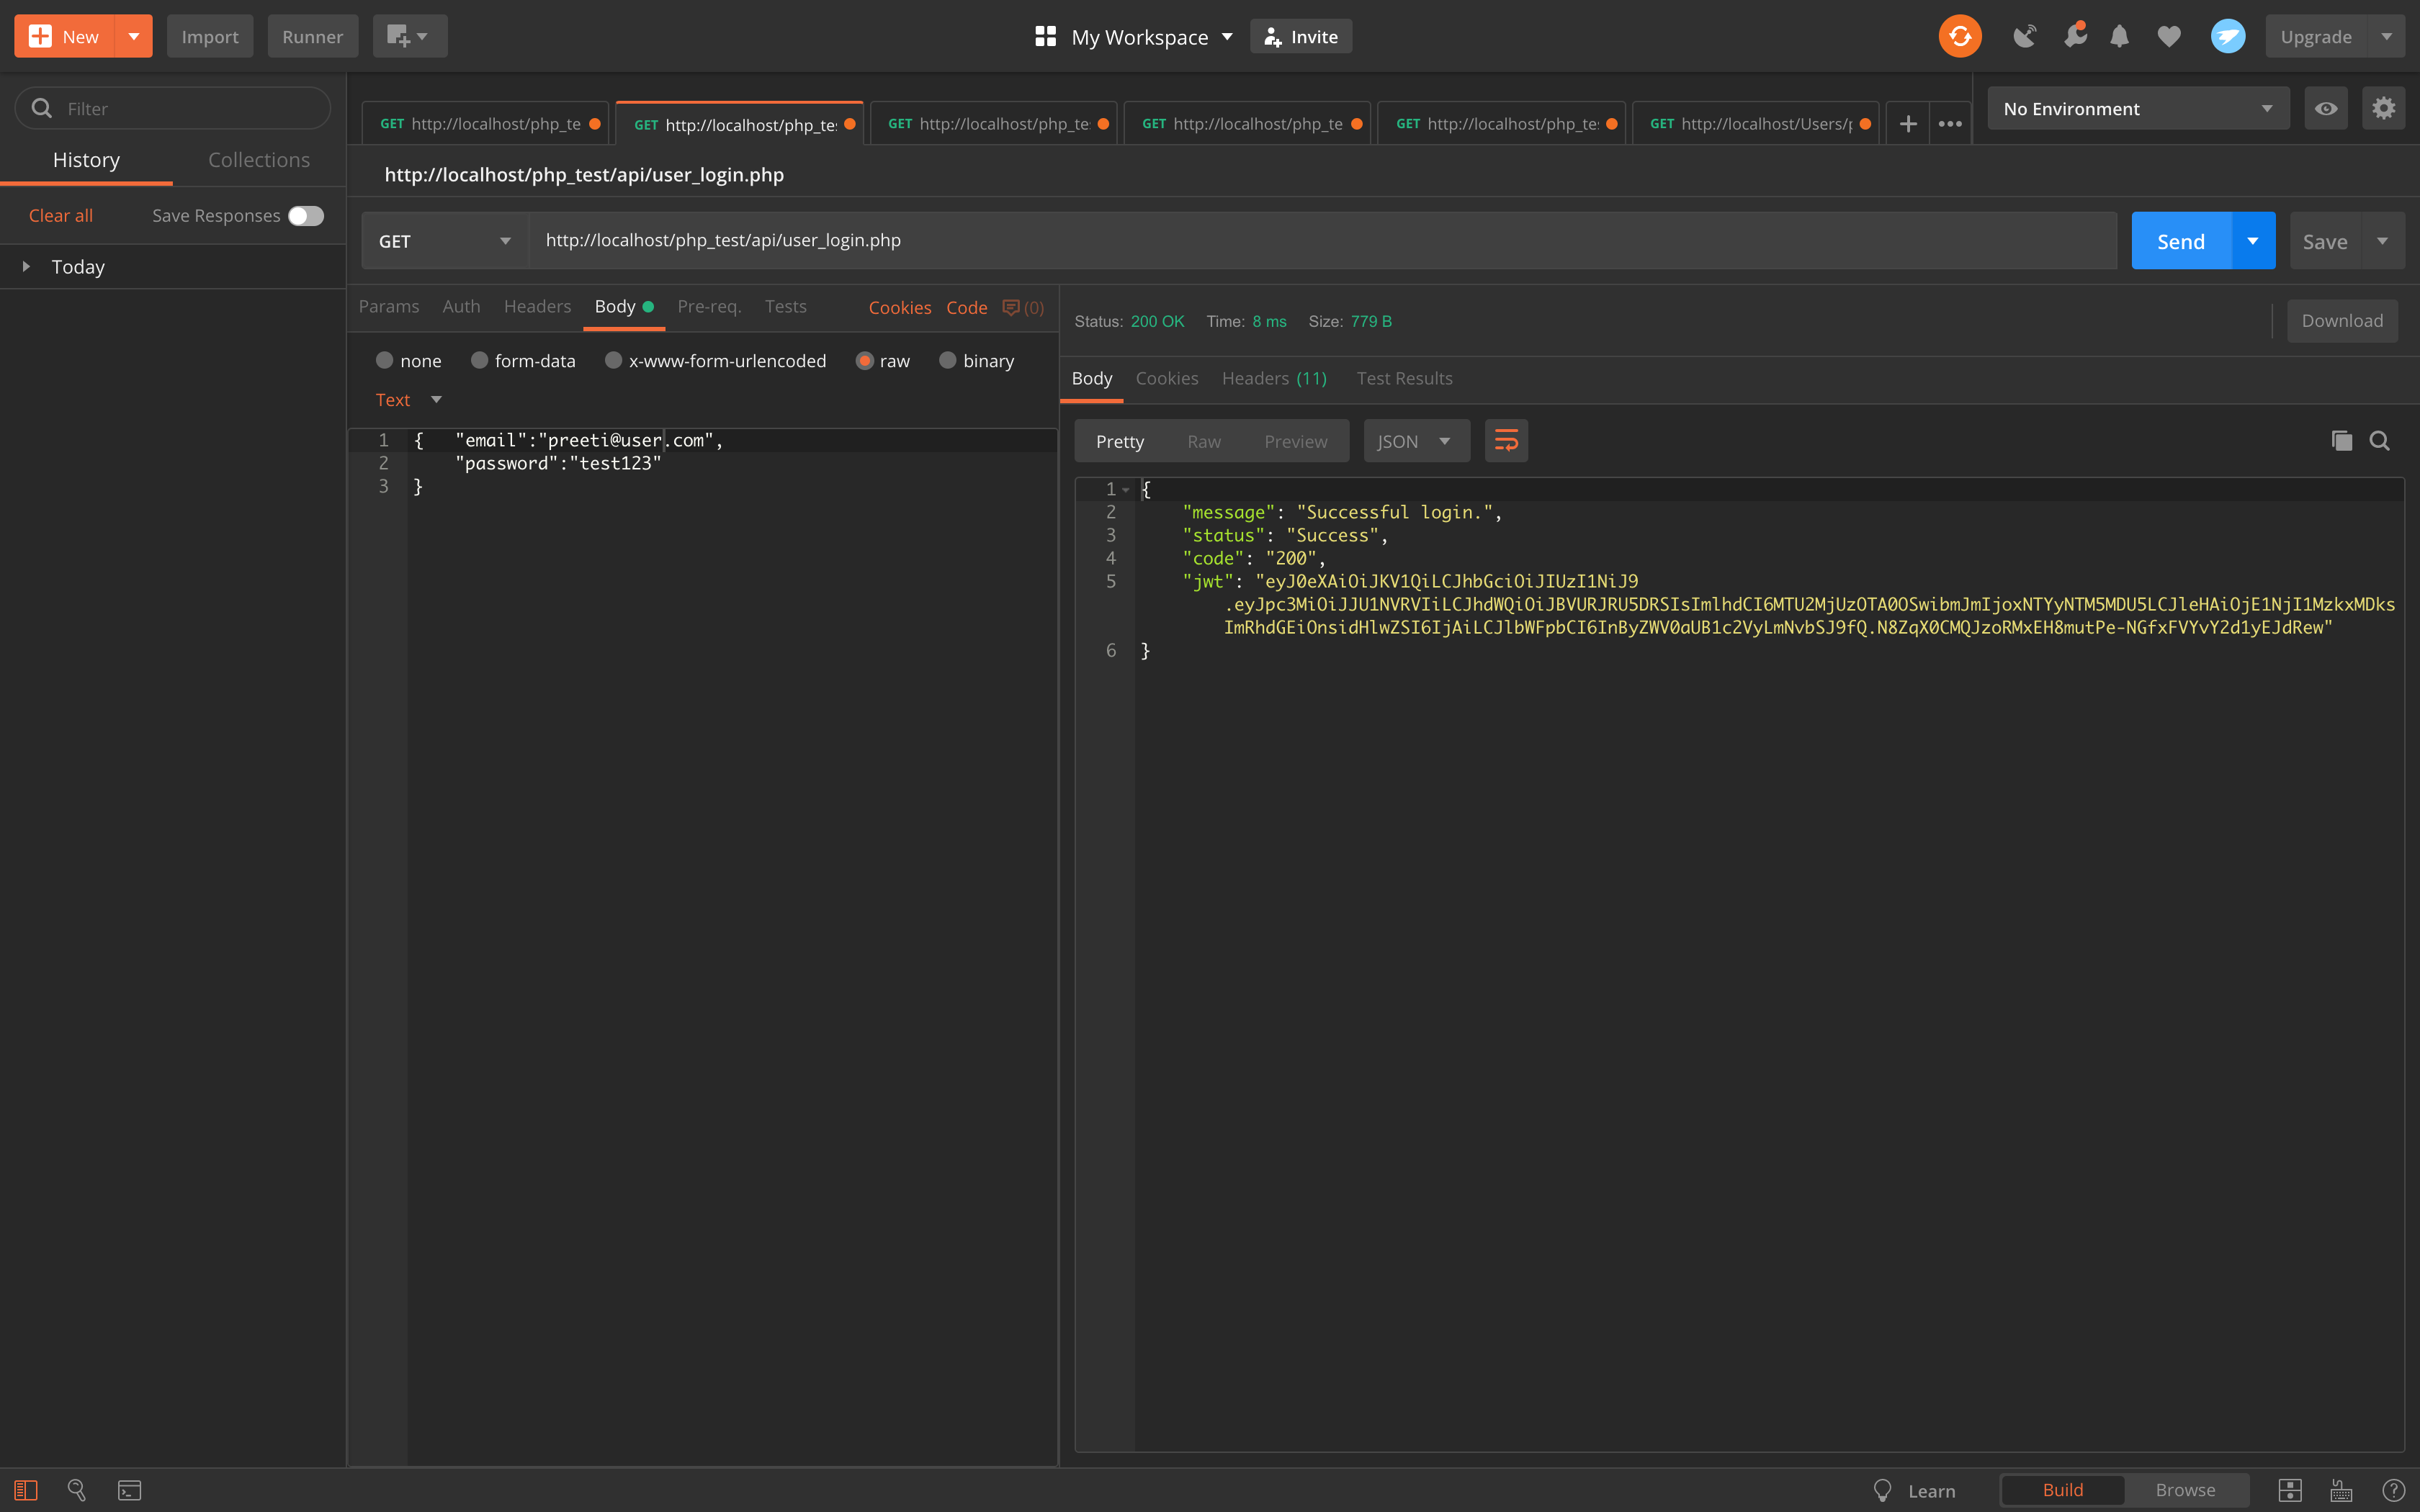 New
Import
Runner
My Workspace
Invite
Upgrade
Filter
History
Collections
Clear all
Save Responses
Today
GET http://localhost/php_te
GET http://localhost/php_te
GET http://localhost/php_te
GET http://localhost/php_te
GET http://localhost/php_te
GET http://localhost/Users/p
No Environment
http://localhost/php_test/api/user_login.php
GET
http://localhost/php_test/api/user_login.php
Send
Save
Params Auth Headers Body Pre-req. Tests Cookies Code (0)
none form-data x-www-form-urlencoded raw binary
Text
1 { "email":"preeti@user.com",
2 "password":"test123"
3 }
Status: 200 OK Time: 8 ms Size: 779 B
Download
Body Cookies Headers (11) Test Results
Pretty Raw Preview JSON
1 {
2 "message": "Successful login.",
3 "status": "Success",
4 "code": "200",
5 "jwt": "eyJ0eXAiOiJKV1QiLCJhbGciOiJIUzI1NiJ9
.eyJpc3MiOiJJU1NVRVIiLCJhdWQiOiJBVURJRU5DRSIsImlhdCI6MTU2MjUzOTA0OSwibmJmIjoxNTYyNTM5MDU5LCJleHAiOjE1NjI1MzkxMDks
ImRhdGEiOnsidHlwZSI6IjAiLCJlbWFpbCI6InByZWV0aUB1c2VyLmNvbSJ9fQ.N8ZqX0CMQJzoRMxEH8mutPe-NGfxFVYvY2d1yEJdRew"
6 }
Learn
Build
Browse